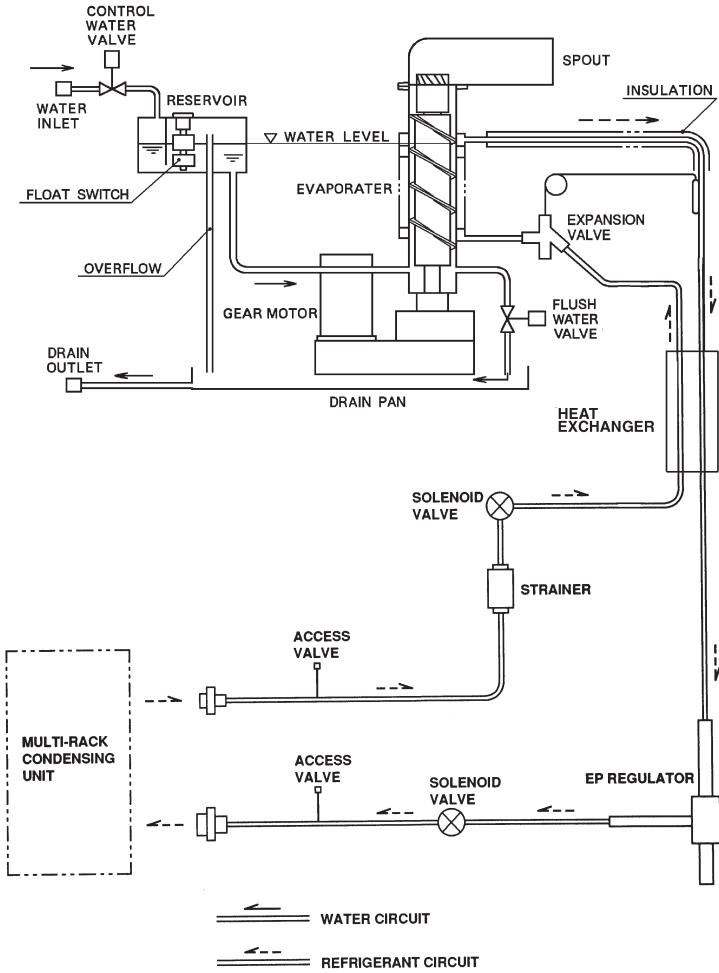 CONTROL
WATER
VALVE
WATER
INLET
RESERVOIR
SPOUT
INSULATION
WATER LEVEL
FLOAT SWITCH
EVAPORATER
EXPANSION
VALVE
OVERFLOW
GEAR MOTOR
FLUSH
WATER
VALVE
DRAIN
OUTLET
DRAIN PAN
HEAT
EXCHANGER
SOLENOID
VALVE
STRAINER
ACCESS
VALVE
MULTI-RACK
CONDENSING
UNIT
ACCESS
VALVE
SOLENOID
VALVE
EP REGULATOR
WATER CIRCUIT
REFRIGERANT CIRCUIT